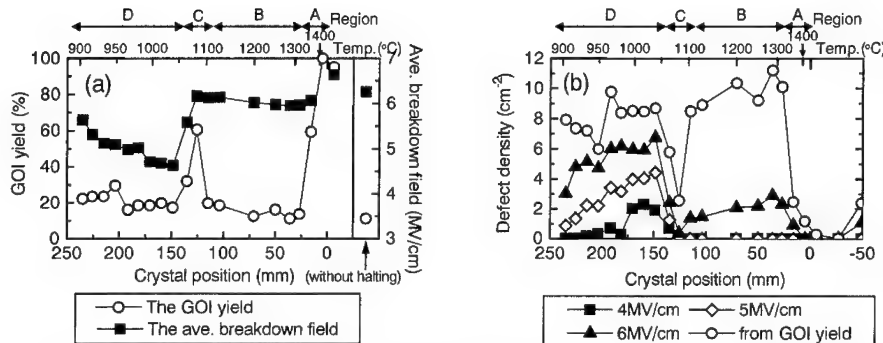 D C B A Region
900 950 1000 1100 1200 1300 1400 Temp.(ºC)
(a)
GOI yield (%)
100
80
60
40
20
0
Ave. breakdown field (MV/cm)
7
6
5
4
3
250 200 150 100 50 0
Crystal position (mm) (without halting)
The GOI yield
The ave. breakdown field
D C B A Region
900 950 1000 1100 1200 1300 1400 Temp.(ºC)
(b)
Defect density (cm-2)
12
10
8
6
4
2
0
250 200 150 100 50 0 -50
Crystal position (mm)
4MV/cm 5MV/cm
6MV/cm from GOI yield